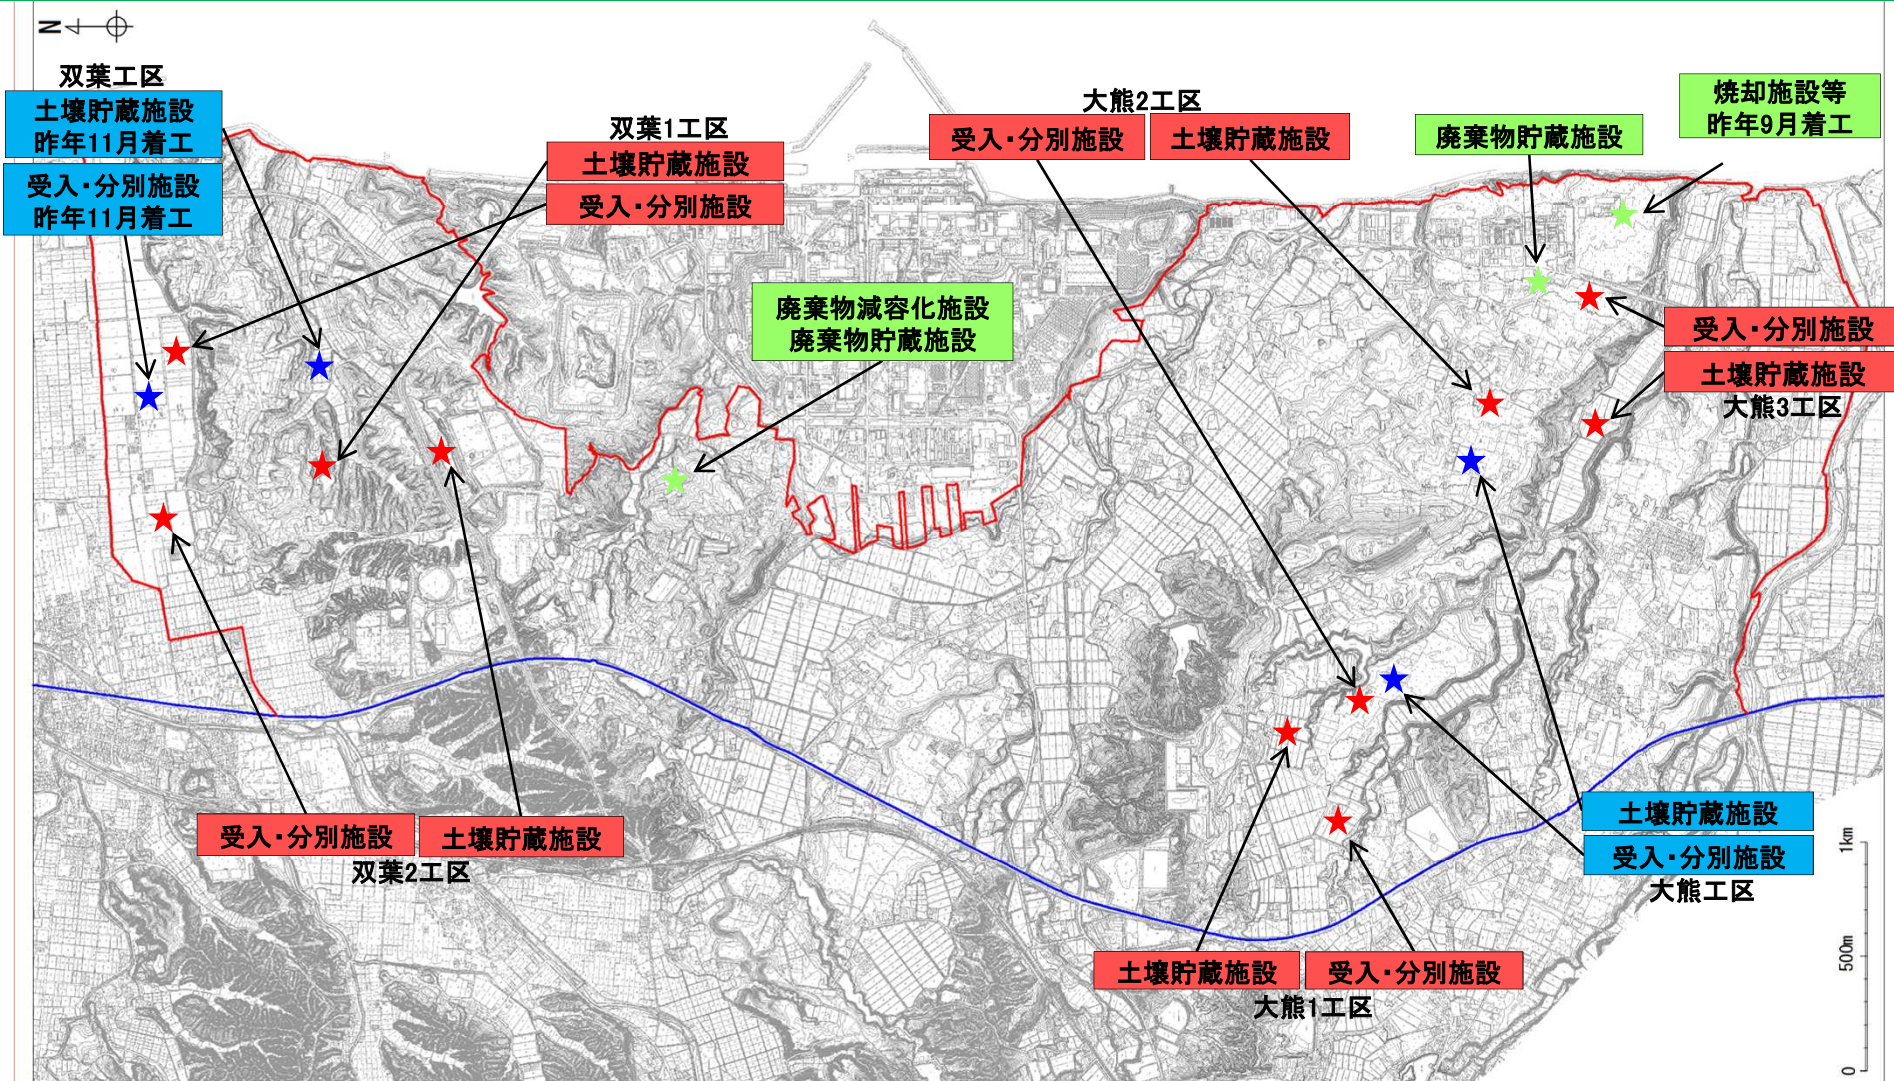 N
双葉工区
土壌貯蔵施設
昨年11月着工
受入・分別施設
昨年11月着工
双葉1工区
土壌貯蔵施設
受入・分別施設
大熊2工区
受入・分別施設
土壌貯蔵施設
廃棄物貯蔵施設
焼却施設等
昨年9月着工
廃棄物減容化施設
廃棄物貯蔵施設
受入・分別施設
土壌貯蔵施設
大熊3工区
受入・分別施設
土壌貯蔵施設
双葉2工区
土壌貯蔵施設
受入・分別施設
大熊工区
土壌貯蔵施設
受入・分別施設
大熊1工区
1km
500m
0